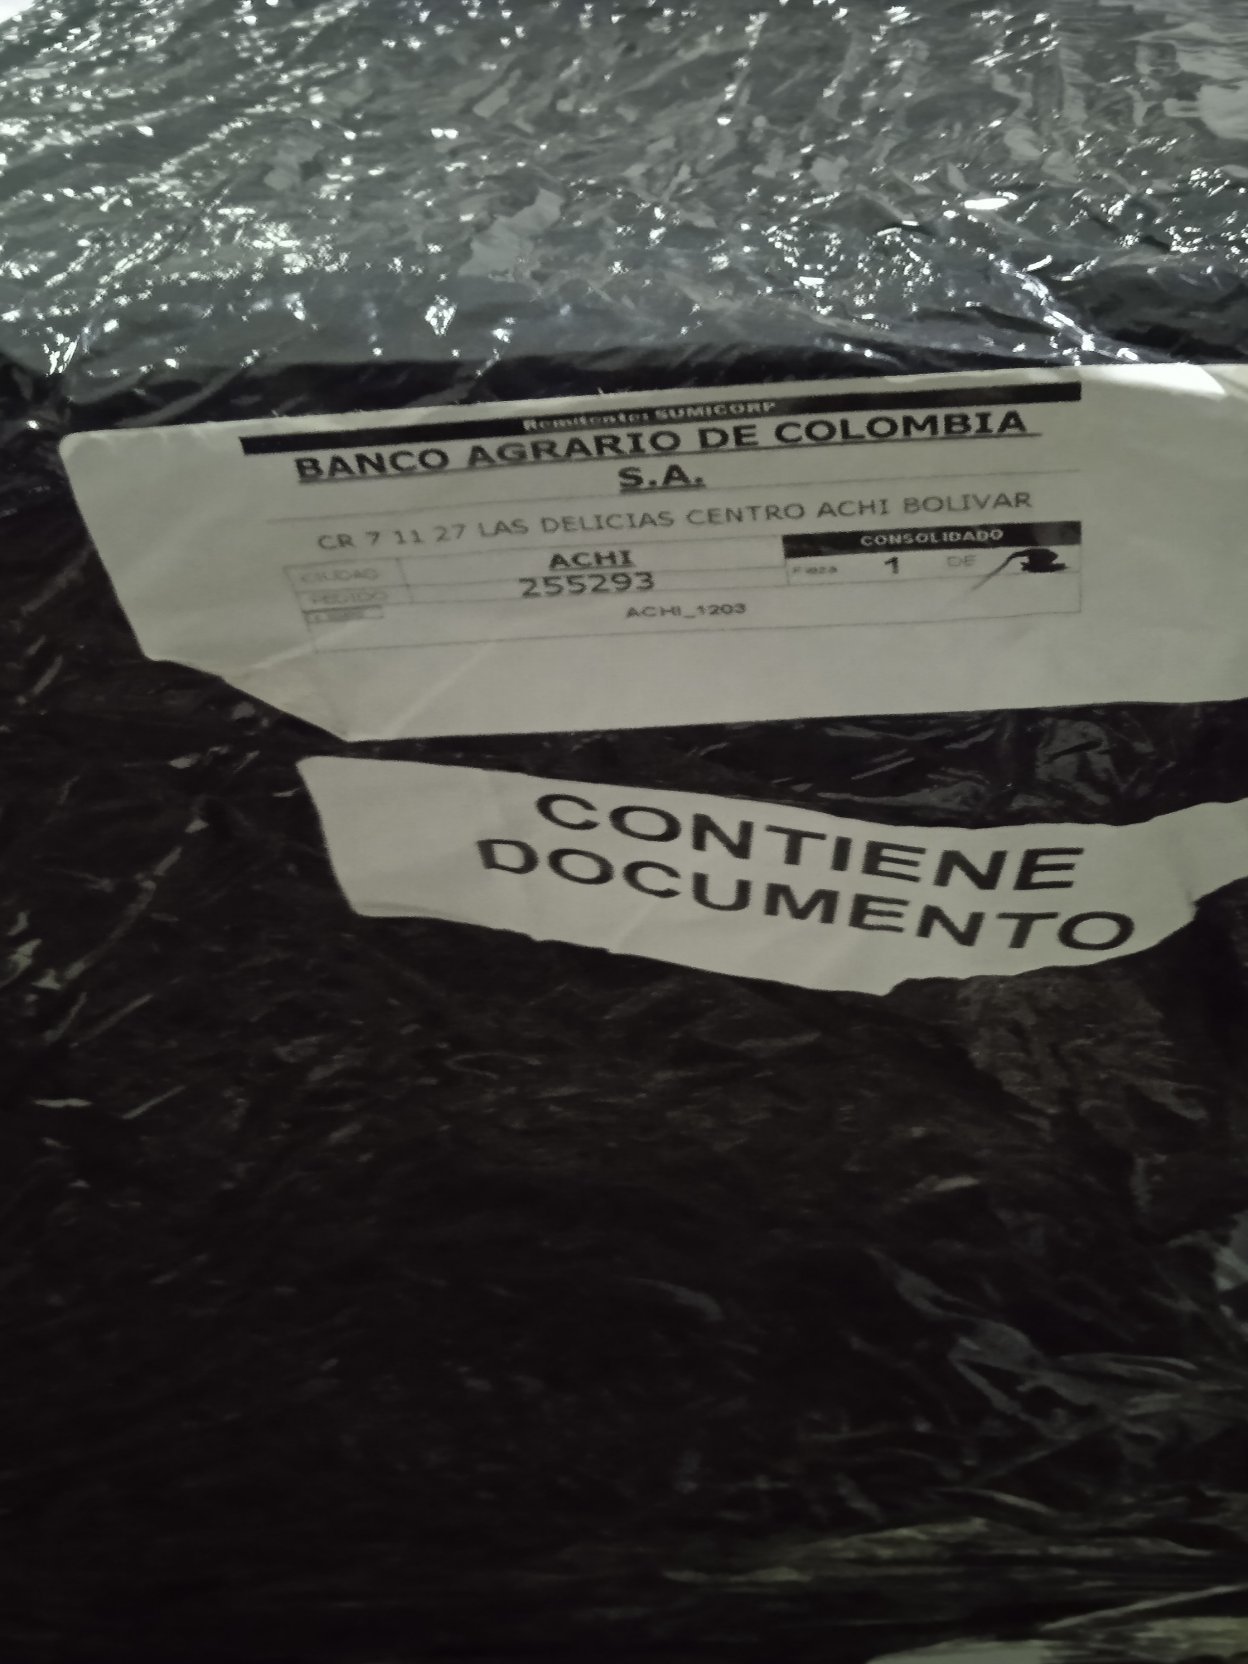 Remitente: SUMICORP
BANCO AGRARIO DE COLOMBIA
S.A.
CR 7 11 27 LAS DELICIAS CENTRO ACHI BOLIVAR
CIUDAD ACHI CONSOLIDADO
PEDIDO 255293 Pieza 1 DE
ACHI_1203
CONTIENE
DOCUMENTO